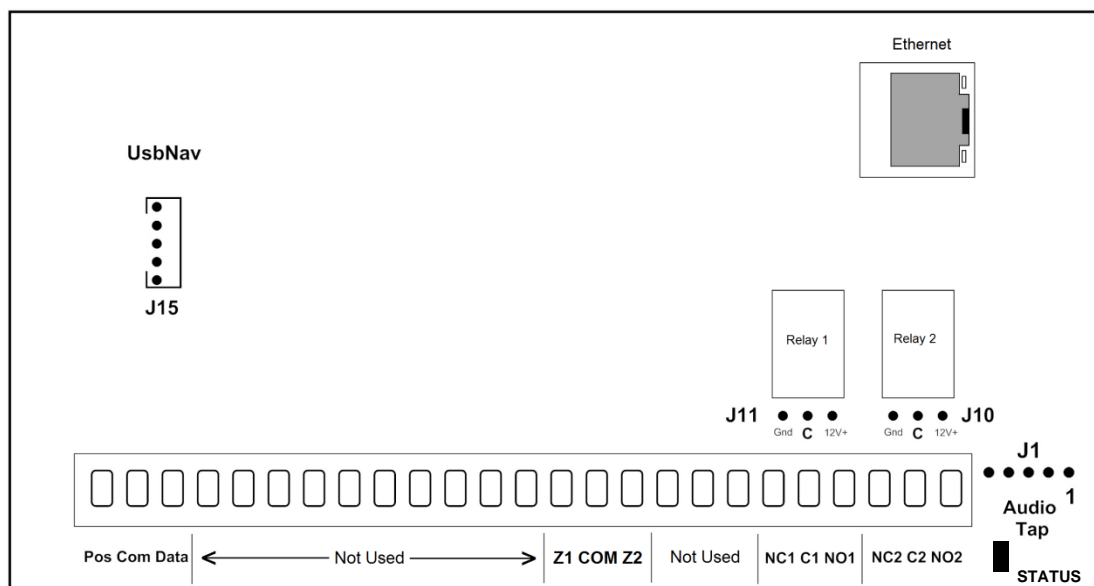 Ethernet
UsbNav
J15
Relay 1
Relay 2
J11
Gnd C 12V+
Gnd C 12V+
J10
J1
1
Audio
Tap
Pos Com Data
Not Used
Z1 COM Z2
Not Used
NC1 C1 NO1
NC2 C2 NO2
STATUS